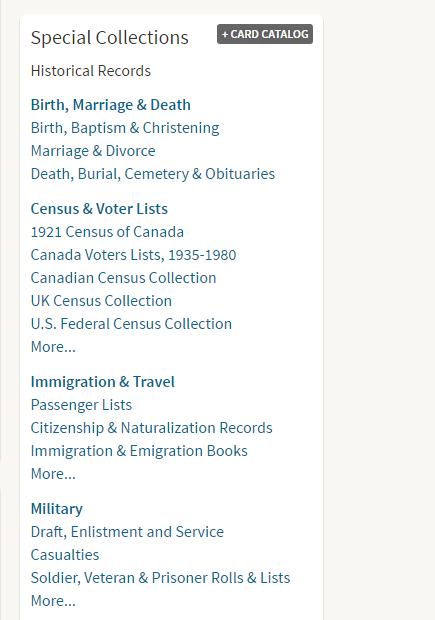 Special Collections
+ CARD CATALOG
Historical Records
Birth, Marriage & Death
Birth, Baptism & Christening
Marriage & Divorce
Death, Burial, Cemetery & Obituaries
Census & Voter Lists
1921 Census of Canada
Canada Voters Lists, 1935-1980
Canadian Census Collection
UK Census Collection
U.S. Federal Census Collection
More...
Immigration & Travel
Passenger Lists
Citizenship & Naturalization Records
Immigration & Emigration Books
More...
Military
Draft, Enlistment and Service
Casualties
Soldier, Veteran & Prisoner Rolls & Lists
More...